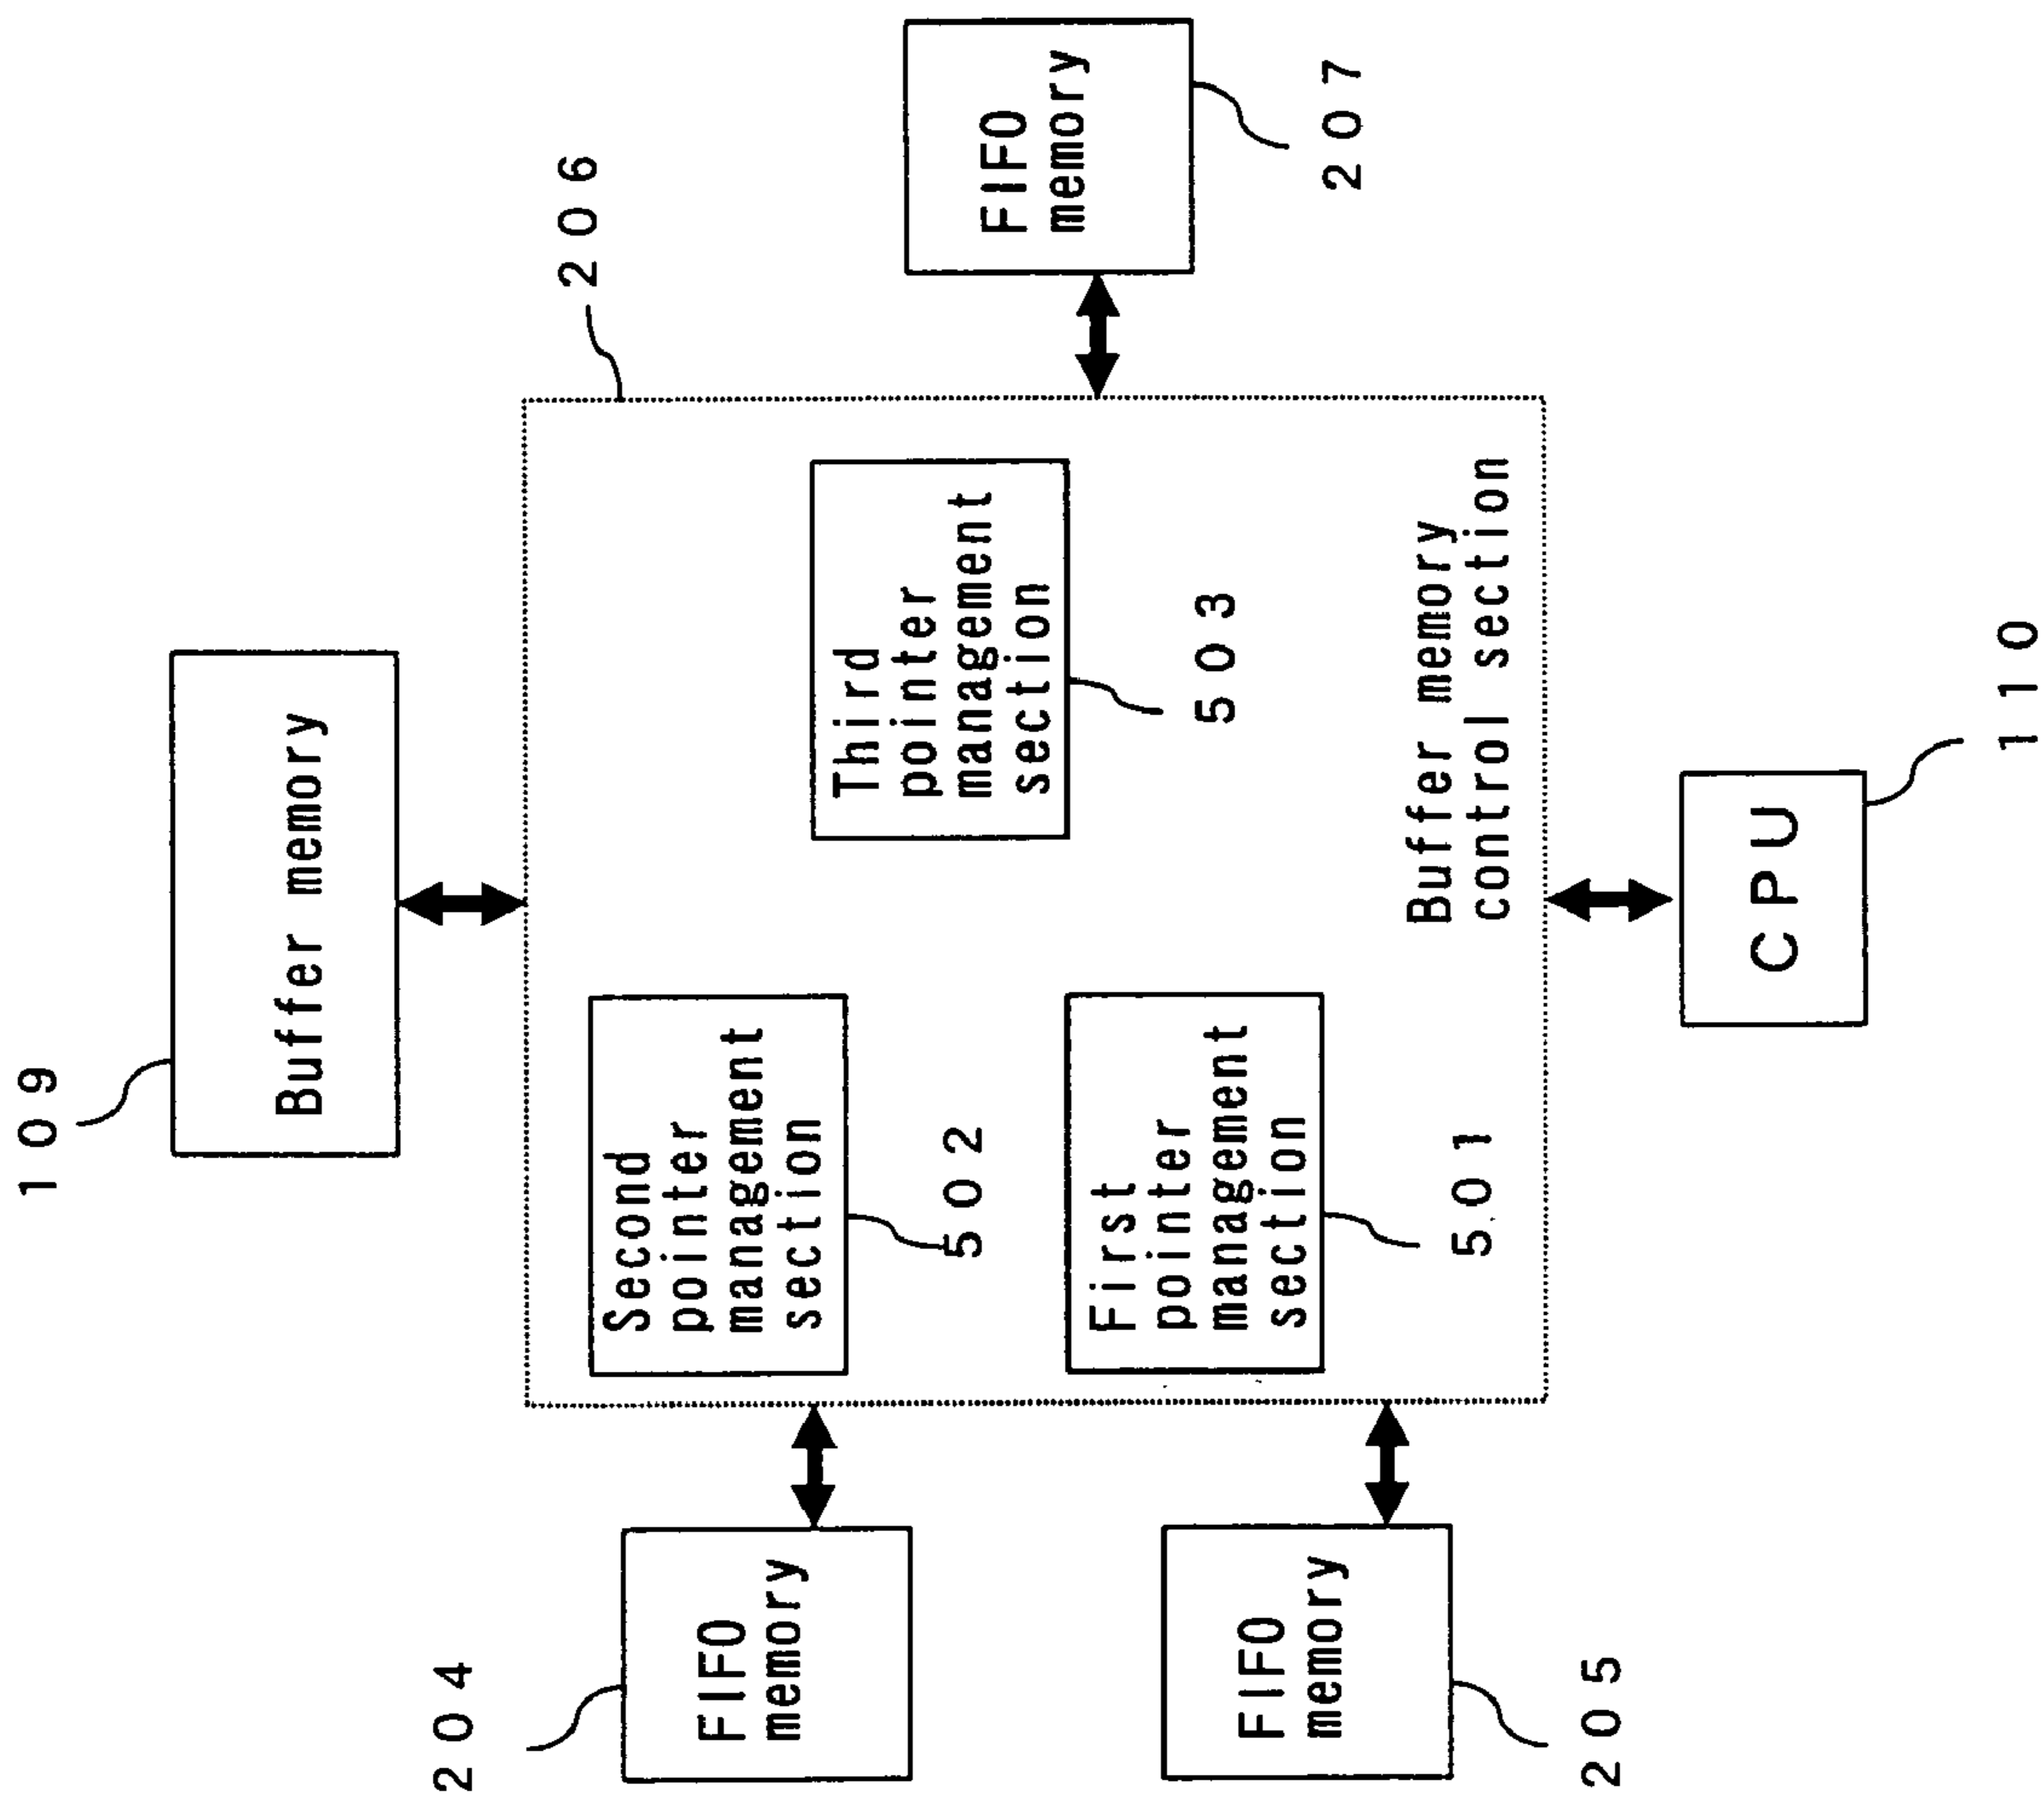 109
Buffer memory
206
204
FIFO
memory
Second
pointer
management
section
502
Third
pointer
management
section
503
FIFO
memory
207
205
FIFO
memory
First
pointer
management
section
501
Buffer memory
control section
CPU
110